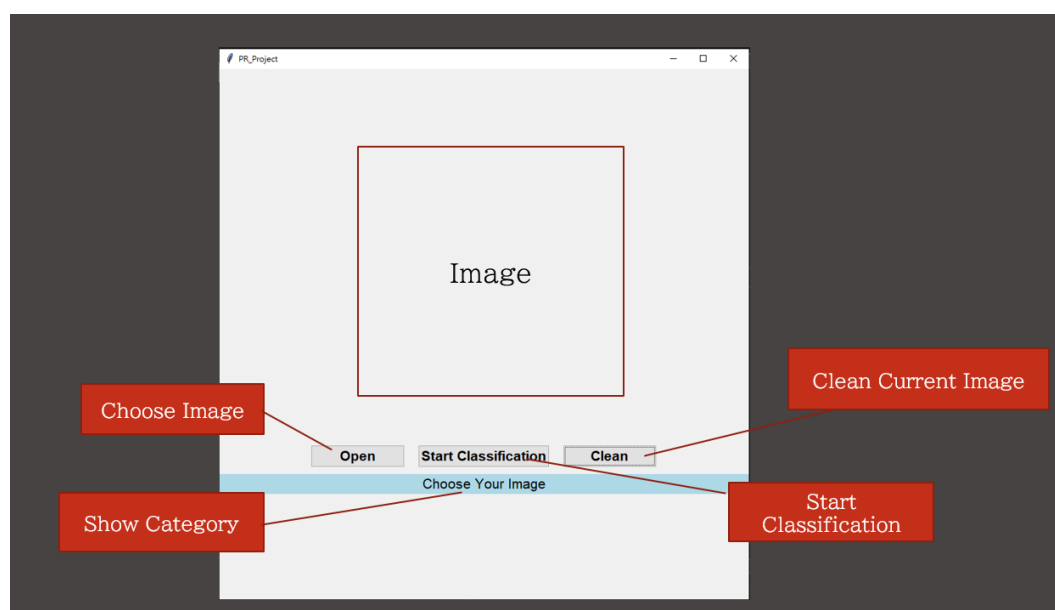 PR_Project
Image
Clean Current Image
Choose Image
Open
Start Classification
Clean
Choose Your Image
Show Category
Start
Classification